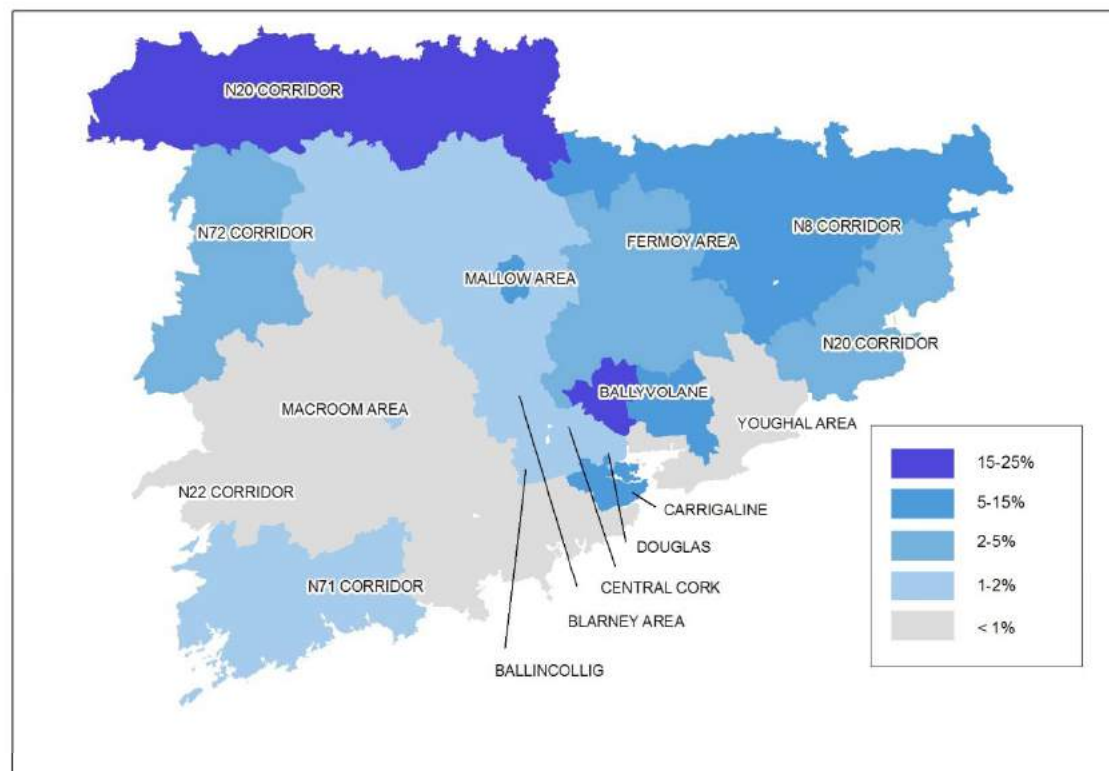 N20 CORRIDOR
N72 CORRIDOR
N8 CORRIDOR
FERMOY AREA
MALLOW AREA
N20 CORRIDOR
BALLYVOLANE
MACROOM AREA
YOUGHAL AREA
N22 CORRIDOR
CARRIGALINE
DOUGLAS
N71 CORRIDOR
CENTRAL CORK
BLARNEY AREA
BALLINCOLLIG
15-25%
5-15%
2-5%
1-2%
< 1%